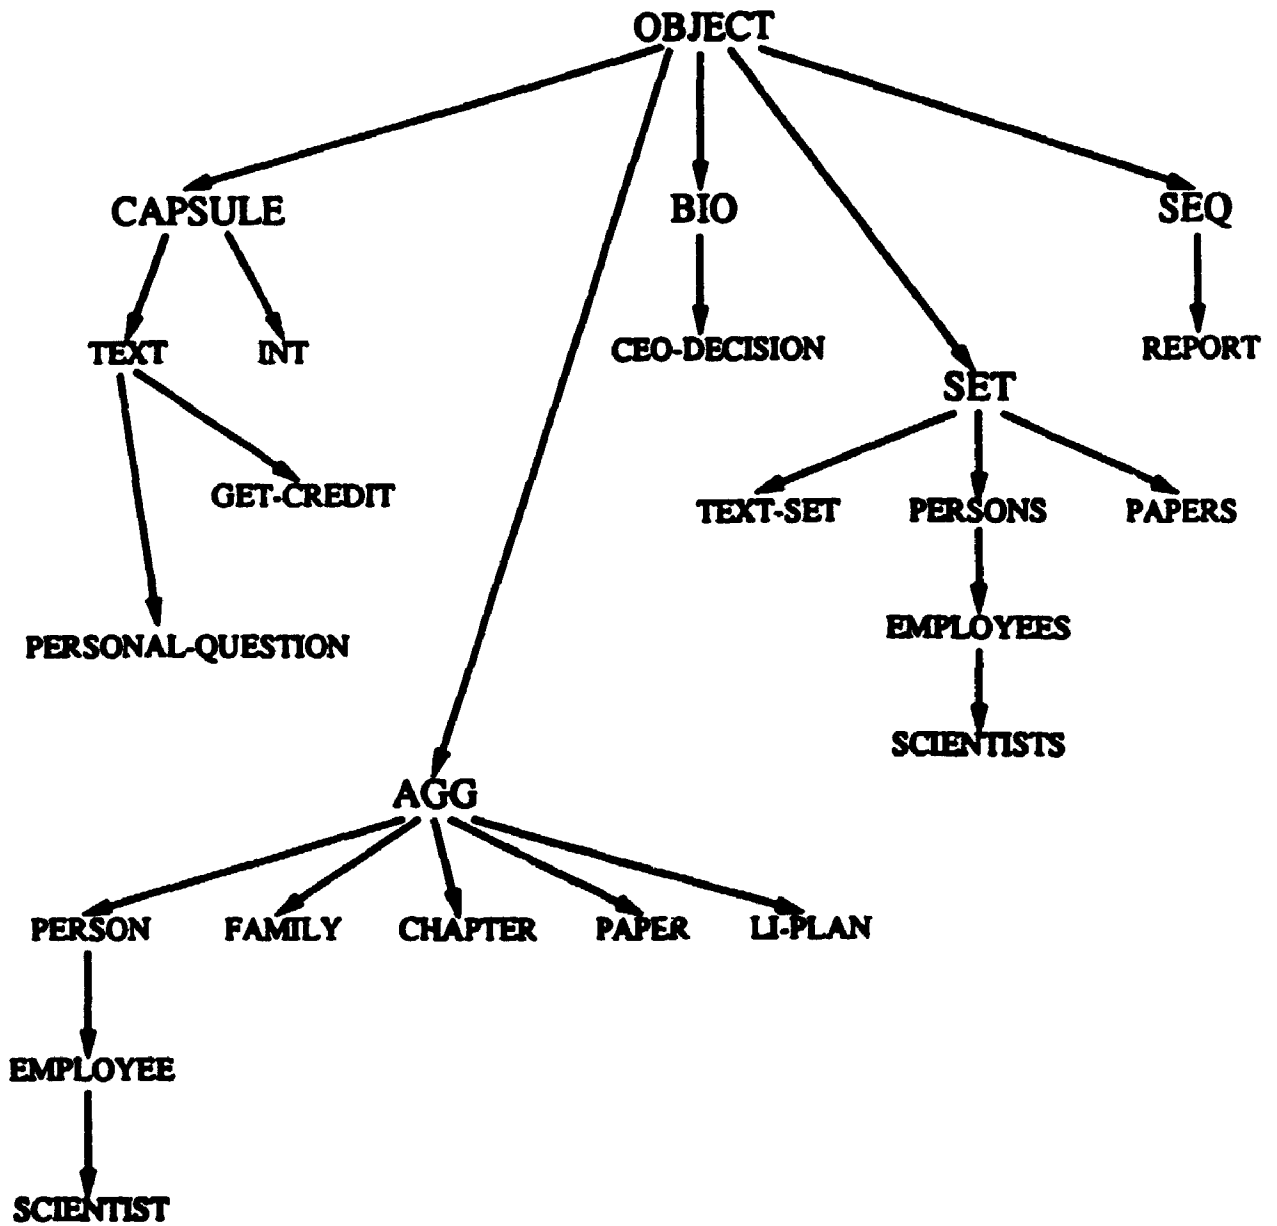 OBJECT
CAPSULE
BIO
SEQ
TEXT
INT
CEO-DECISION
REPORT
SET
GET-CREDIT
TEXT-SET
PERSONS
PAPERS
EMPLOYEES
PERSONAL-QUESTION
SCIENTISTS
AGG
PERSON
FAMILY
CHAPTER
PAPER
LI-PLAN
EMPLOYEE
SCIENTIST